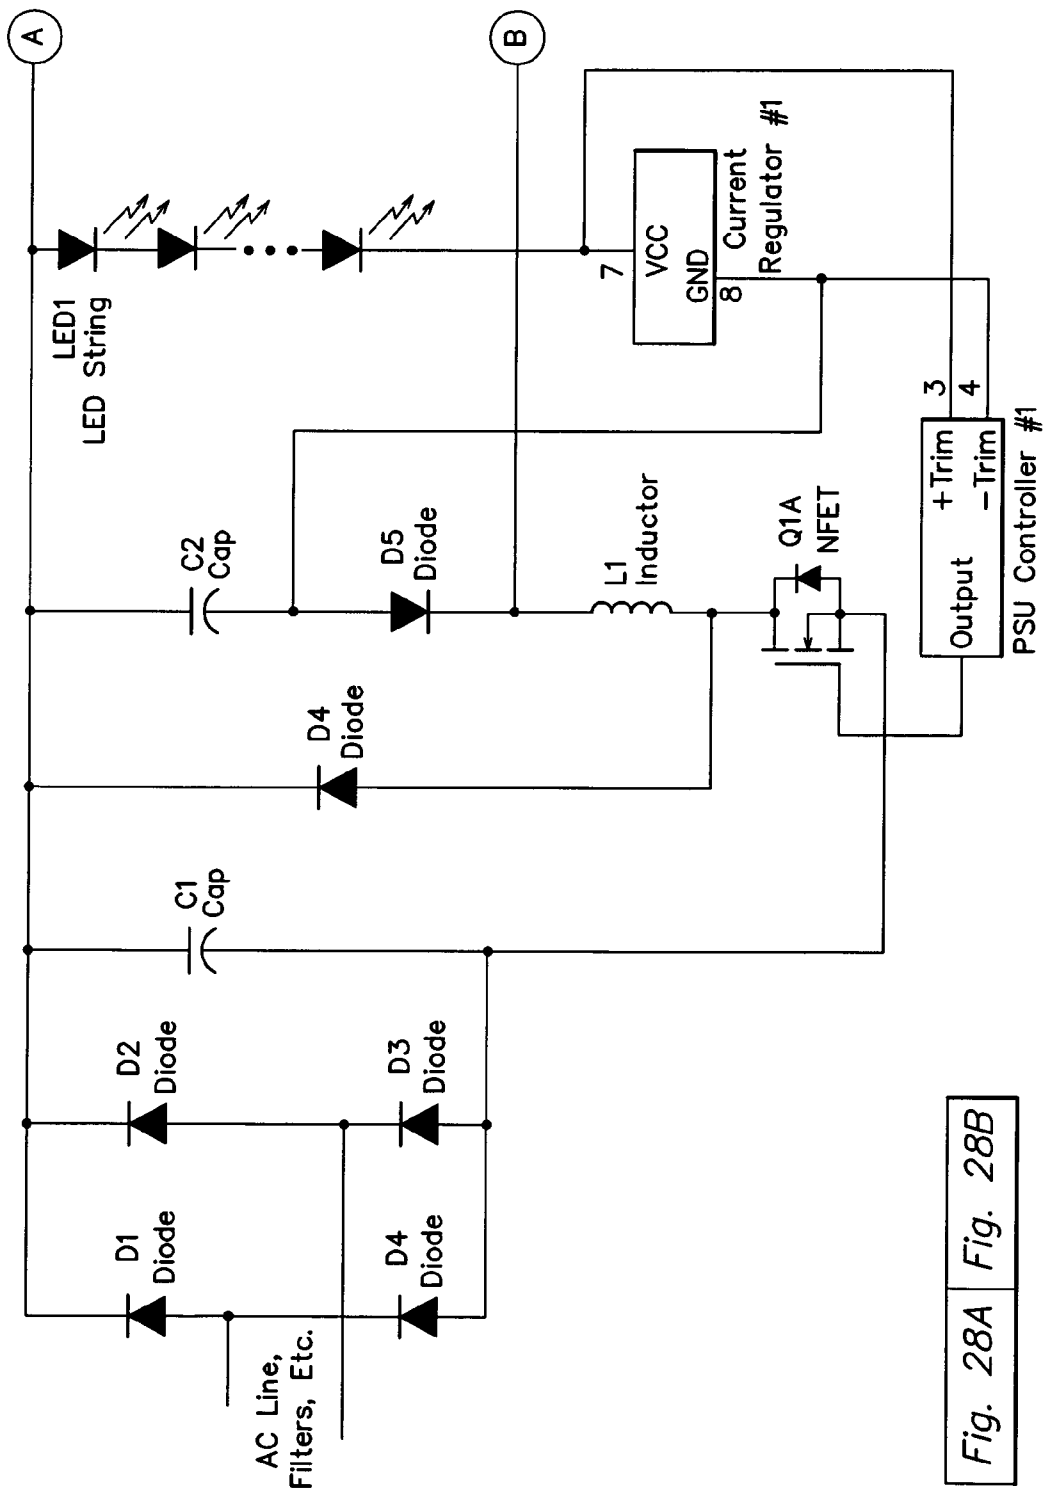 A
B
LED1
LED String
C2
Cap
D5
Diode
D4
Diode
C1
Cap
D2
Diode
D3
Diode
D1
Diode
D4
Diode
AC Line,
Filters, Etc.
L1
Inductor
Q1A
NFET
7
VCC
GND
8
Current
Regulator #1
3
4
+Trim
-Trim
Output
PSU Controller #1
Fig. 28A
Fig. 28B